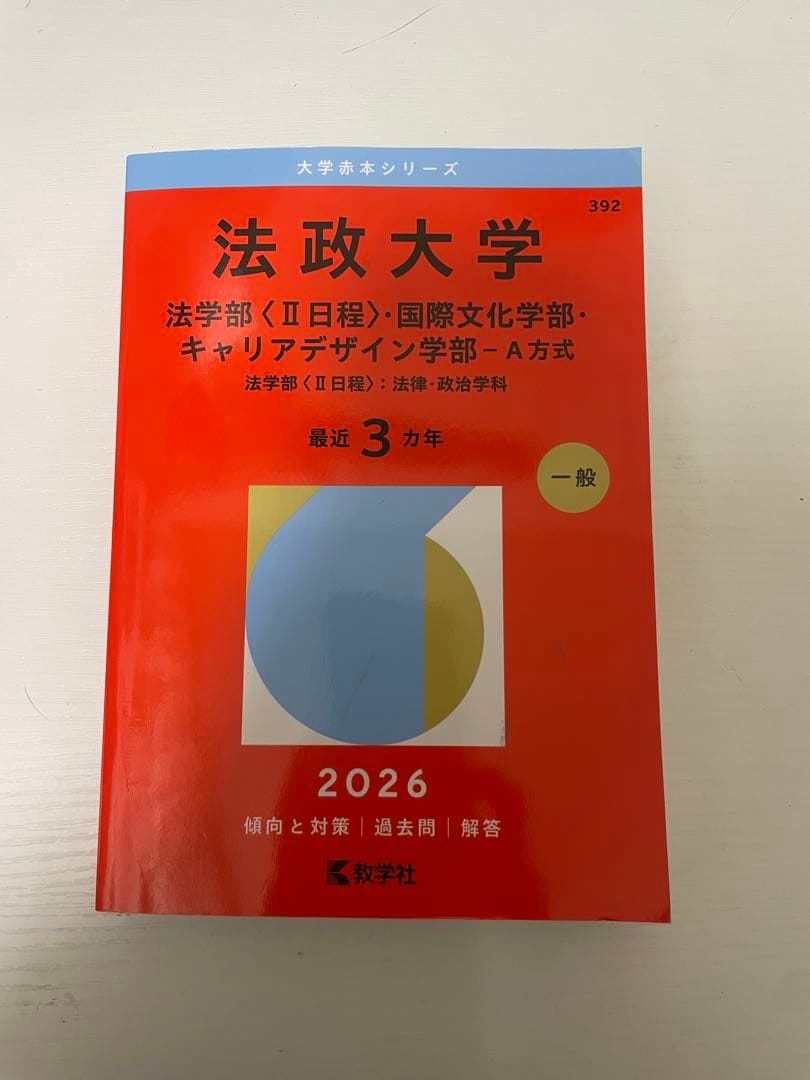 大学赤本シリーズ
392
法政大学
法学部〈Ⅱ日程〉・国際文化学部・
キャリアデザイン学部－A方式
法学部〈Ⅱ日程〉：法律・政治学科
最近3カ年
一般
2026
傾向と対策｜過去問｜解答
教学社